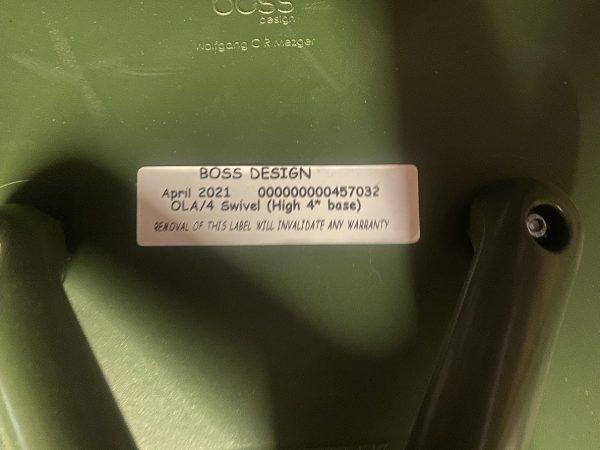 boss
design
Wolfgang C R Mezger
BOSS DESIGN
April 2021 000000000457032
OLA/4 Swivel (High 4* base)
REMOVAL OF THIS LABEL WILL INVALIDATE ANY WARRANTY